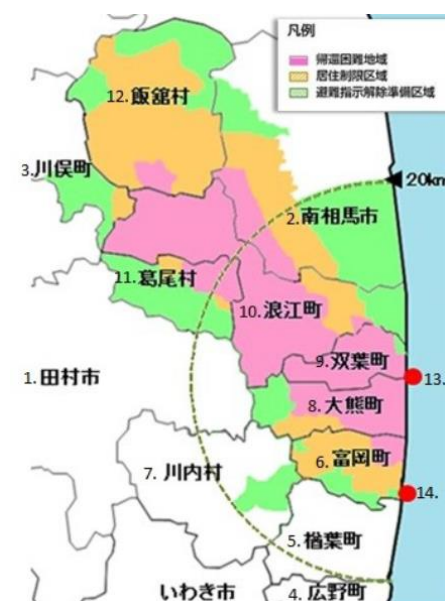 凡例
帰還困難地域
居住制限区域
避難指示解除準備区域
12.飯舘村
3.川俣町
20km
2.南相馬市
11.葛尾村
10.浪江町
9.双葉町
1.田村市
13.
8.大熊町
6.富岡町
7.川内村
14.
5.楢葉町
いわき市
4.広野町